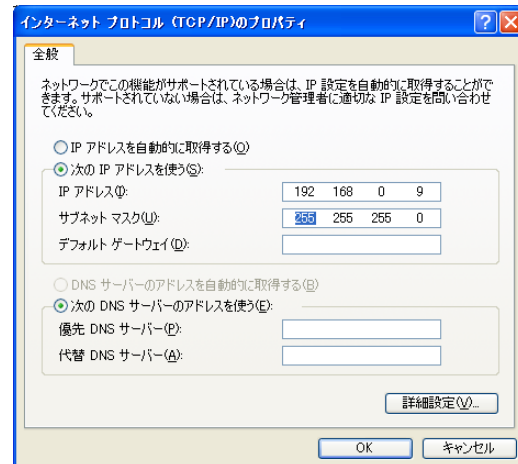 インターネット プロトコル (TCP/IP)のプロパティ
全般
ネットワークでこの機能がサポートされている場合は、IP 設定を自動的に取得することがで
きます。サポートされていない場合は、ネットワーク管理者に適切な IP 設定を問い合わせ
てください。
IP アドレスを自動的に取得する(O)
次の IP アドレスを使う(S):
IP アドレス(I): 192 168 0 9
サブネット マスク(U): 255 255 255 0
デフォルト ゲートウェイ(D):
DNS サーバーのアドレスを自動的に取得する(B)
次の DNS サーバーのアドレスを使う(E):
優先 DNS サーバー(P):
代替 DNS サーバー(A):
詳細設定(V)...
OK キャンセル